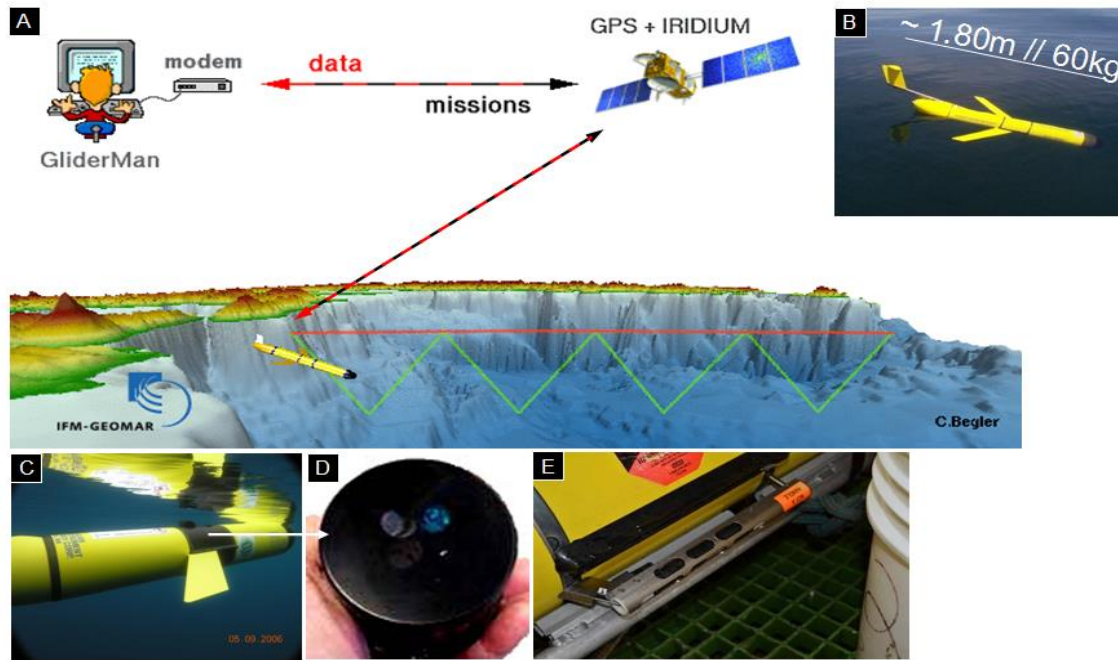 A
GPS + IRIDIUM
B
~ 1.80m // 60kg
modem
data
missions
GliderMan
IFM-GEOMAR
C.Begler
C
D
E
05.09.2006